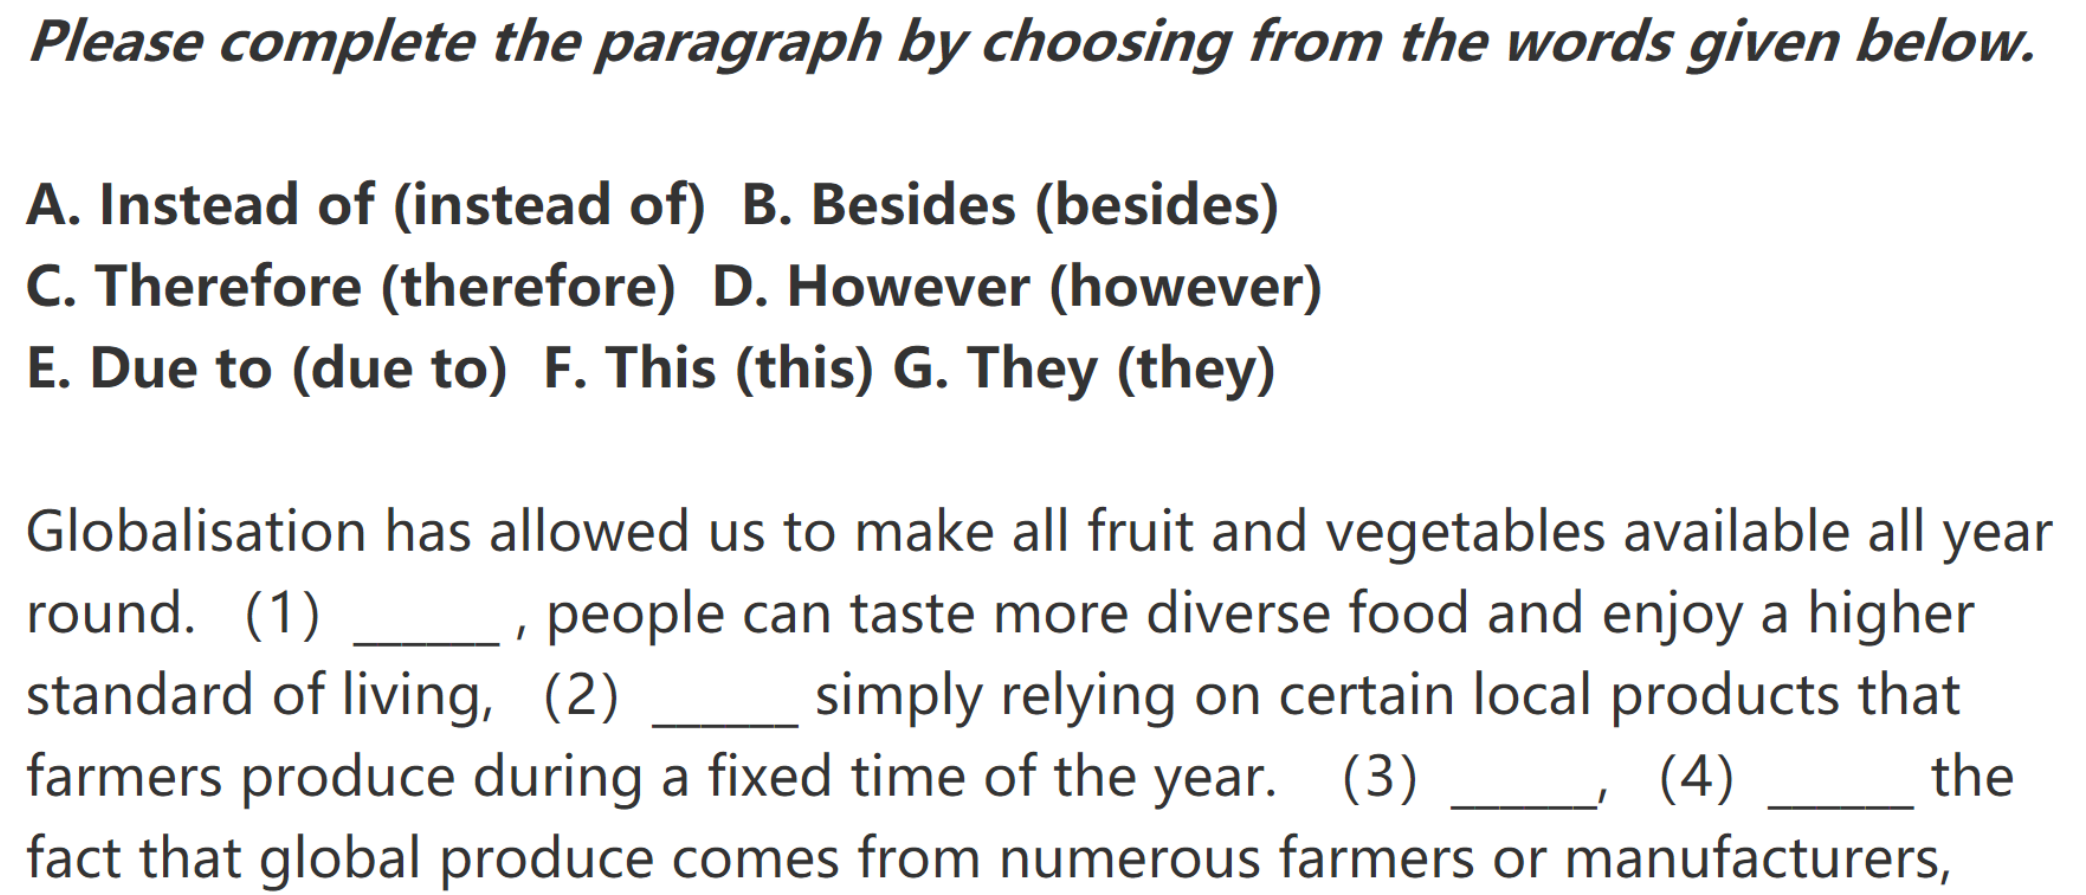 Please complete the paragraph by choosing from the words given below.
A. Instead of (instead of)  B. Besides (besides)
C. Therefore (therefore)  D. However (however)
E. Due to (due to)  F. This (this) G. They (they)
Globalisation has allowed us to make all fruit and vegetables available all year
round. (1) ______ , people can taste more diverse food and enjoy a higher
standard of living, (2) ______ simply relying on certain local products that
farmers produce during a fixed time of the year. (3) ______, (4) ______ the
fact that global produce comes from numerous farmers or manufacturers,